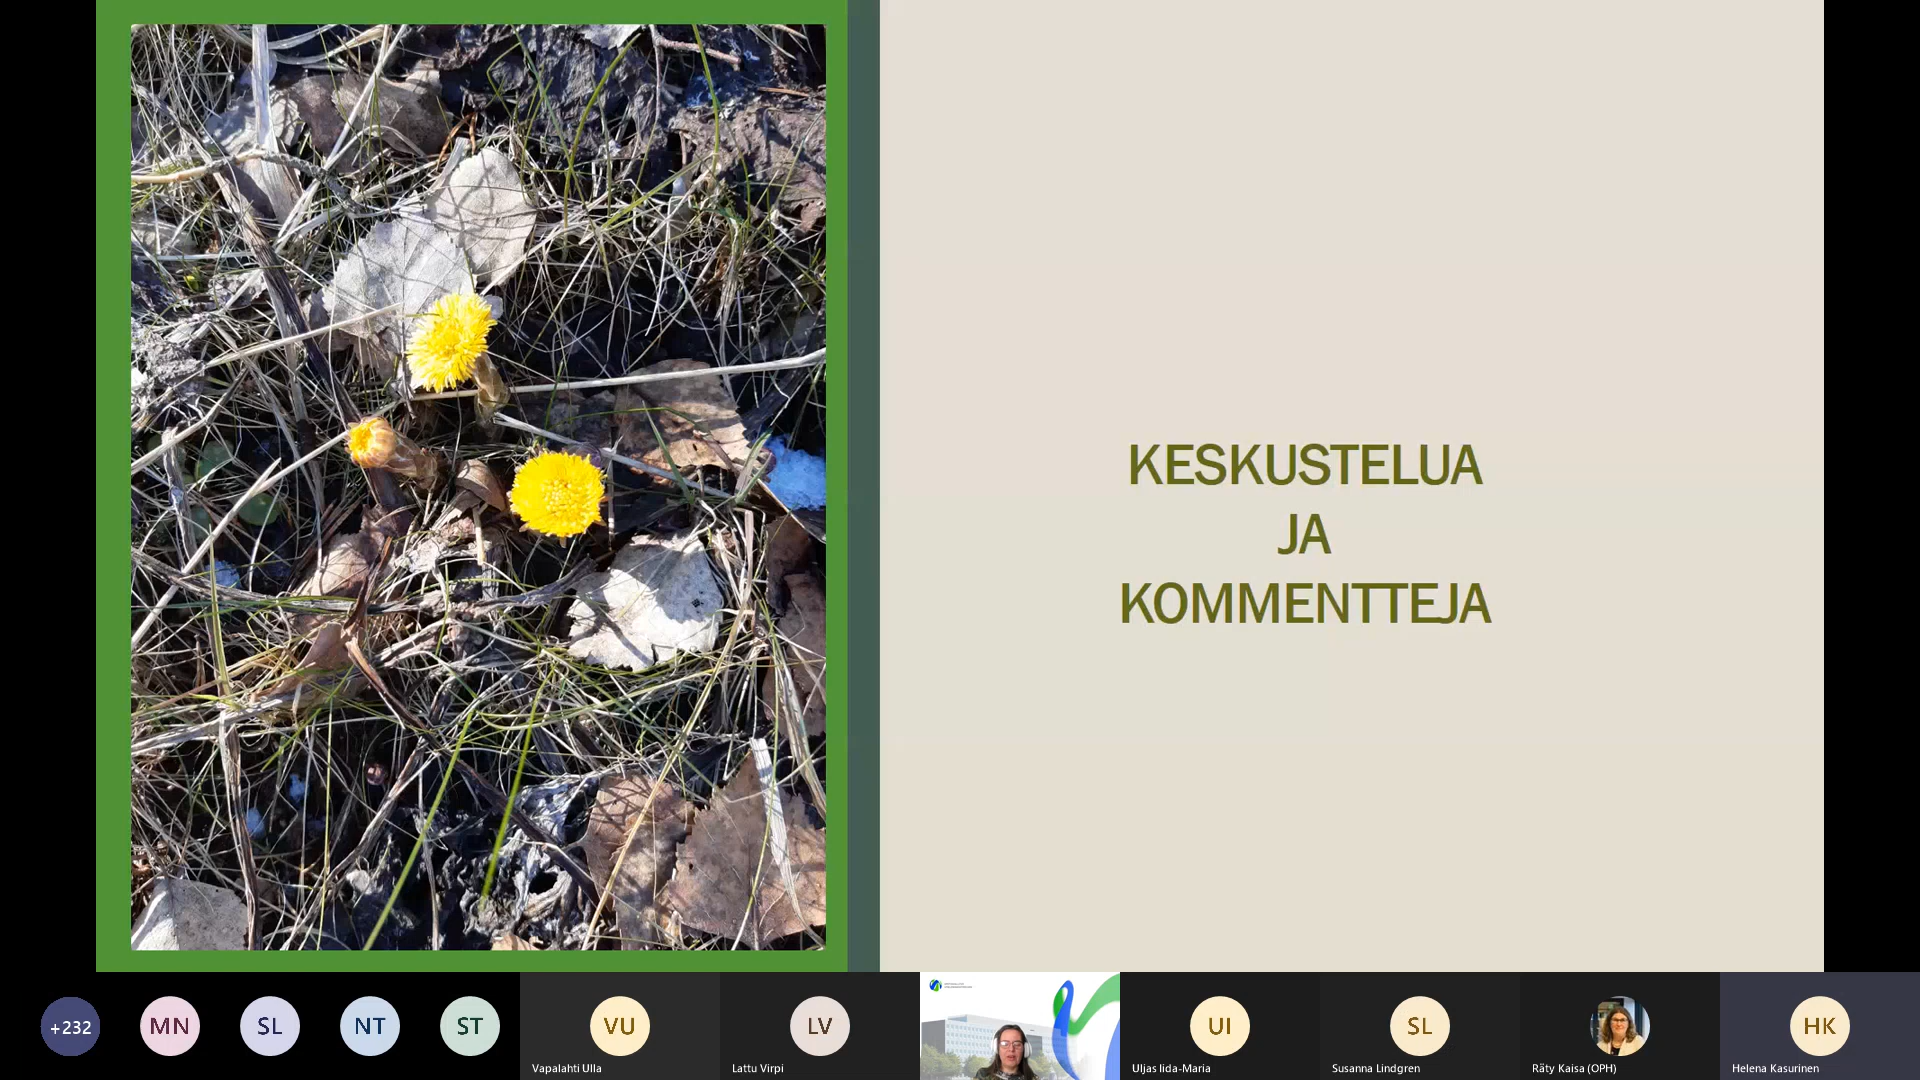 KESKUSTELUA
JA
KOMMENTTEJA
+232
MN
SL
NT
ST
VU
Vapalahti Ulla
LV
Lattu Virpi
UI
Uljas Iida-Maria
SL
Susanna Lindgren
Räty Kaisa (OPH)
HK
Helena Kasurinen